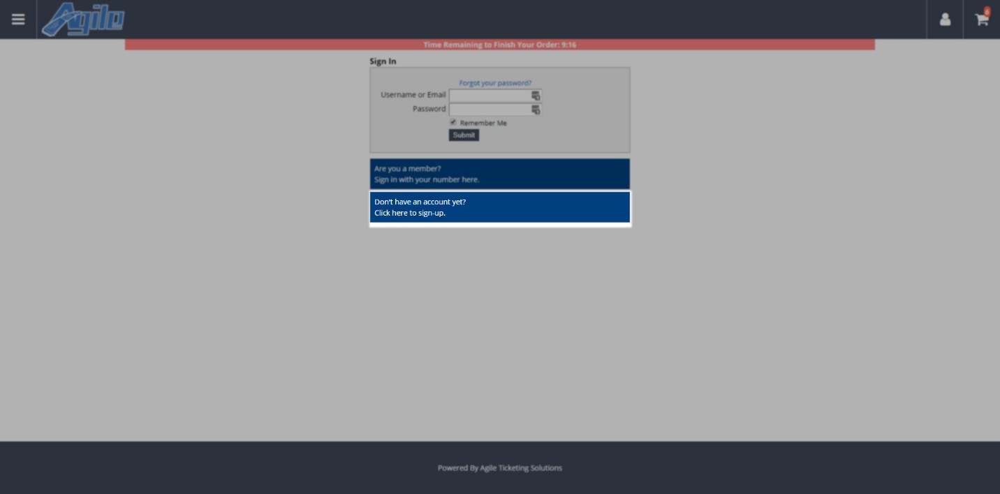 Agile
6
Time Remaining to Finish Your Order: 9:16
Sign In
Forgot your password?
Username or Email
Password
Remember Me
Submit
Are you a member?
Sign in with your number here.
Don't have an account yet?
Click here to sign-up.
Powered By Agile Ticketing Solutions